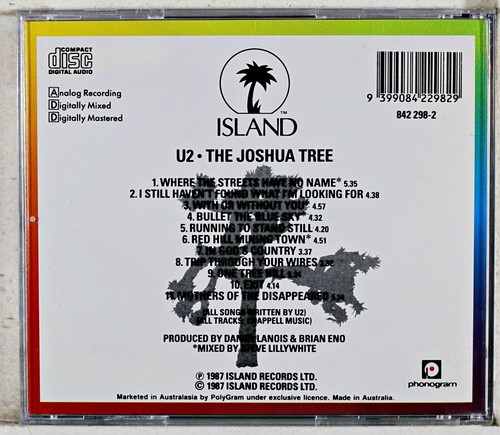 COMPACT
disc
DIGITAL AUDIO
Analog Recording
Digitally Mixed
Digitally Mastered
TM
ISLAND
9 399084 229829
842 298-2
U2 • THE JOSHUA TREE
1. WHERE THE STREETS HAVE NO NAME* 5.35
2. I STILL HAVEN'T FOUND WHAT I'M LOOKING FOR 4.38
3. WITH OR WITHOUT YOU* 4.57
4. BULLET THE BLUE SKY* 4.32
5. RUNNING TO STAND STILL 4.20
6. RED HILL MINING TOWN* 4.51
7. IN GOD'S COUNTRY 3.37
8. TRIP THROUGH YOUR WIRES
9. ONE TREE HILL
10. EXIT 4.14
11. MOTHERS OF THE DISAPPEARED
(ALL SONGS WRITTEN BY U2)
(ALL TRACKS: CHAPPELL MUSIC)
PRODUCED BY DANIEL LANOIS & BRIAN ENO
*MIXED BY STEVE LILLYWHITE
℗ 1987 ISLAND RECORDS LTD.
© 1987 ISLAND RECORDS LTD.
phonogram
Marketed in Australasia by PolyGram under exclusive licence. Made in Australia.